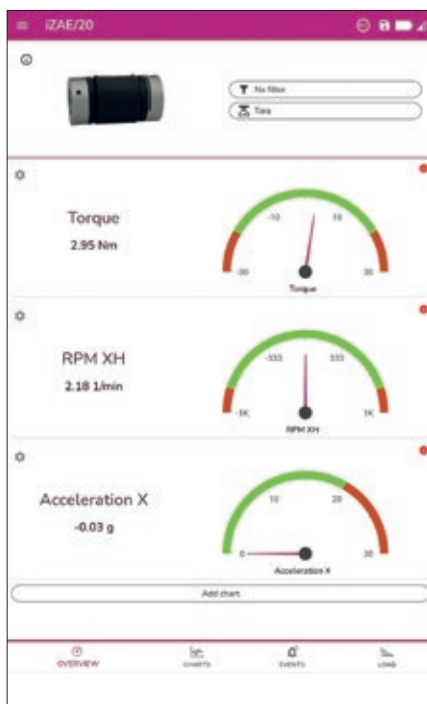 iZAE/20
No filter
Tara
Torque
2.95 Nm
-10 10
-30 30
Torque
RPM XH
2.18 1/min
-333 333
-1K 1K
RPM XH
Acceleration X
-0.03 g
10 20
0 30
Acceleration X
Add chart
OVERVIEW CHARTS EVENTS LOAD